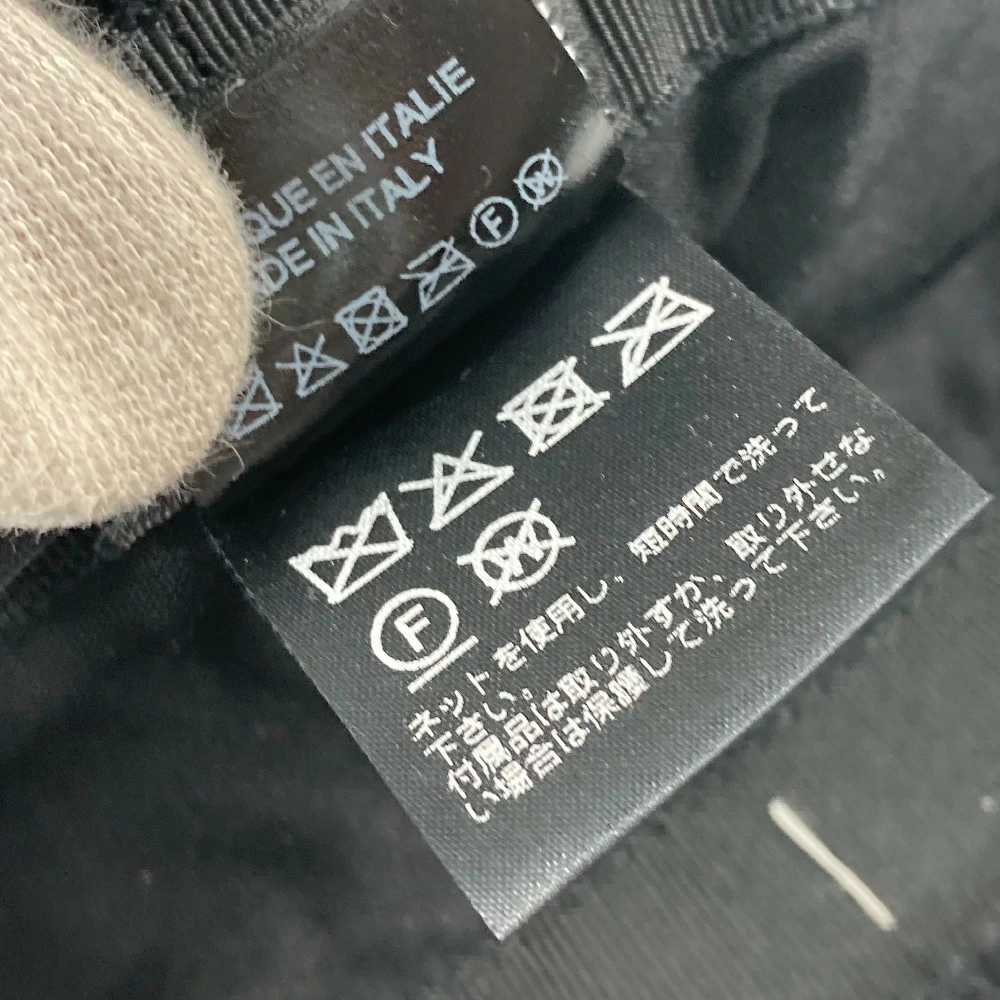 QUE EN ITALIE
DE IN ITALY
F
W
F
W
ネットを使用し、短時間で洗って
下さい。
付属品は取り外すか、取り外せな
い場合は保護して洗って下さい。